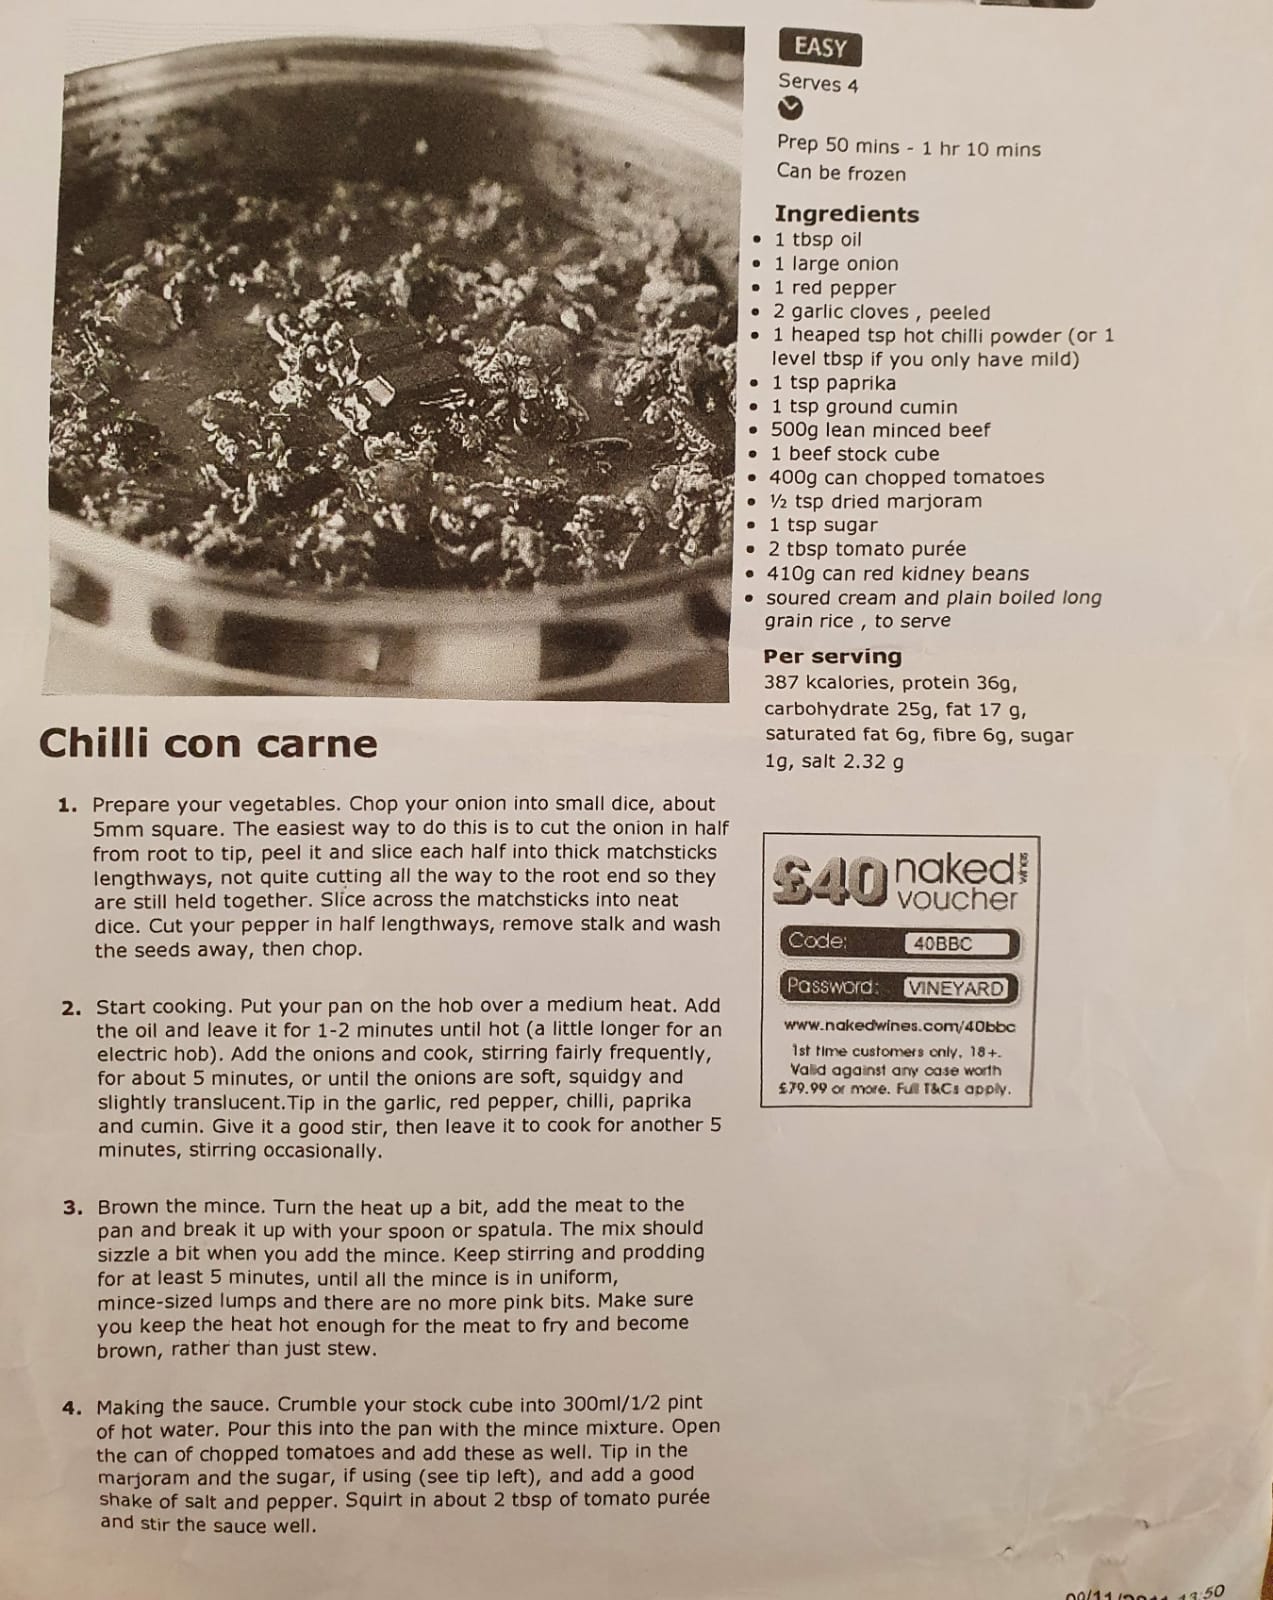 EASY
Serves 4
Prep 50 mins - 1 hr 10 mins
Can be frozen
Ingredients
• 1 tbsp oil
• 1 large onion
• 1 red pepper
• 2 garlic cloves , peeled
• 1 heaped tsp hot chilli powder (or 1
level tbsp if you only have mild)
• 1 tsp paprika
• 1 tsp ground cumin
• 500g lean minced beef
• 1 beef stock cube
• 400g can chopped tomatoes
• ½ tsp dried marjoram
• 1 tsp sugar
• 2 tbsp tomato purée
• 410g can red kidney beans
• soured cream and plain boiled long
grain rice , to serve
Per serving
387 kcalories, protein 36g,
carbohydrate 25g, fat 17 g,
saturated fat 6g, fibre 6g, sugar
1g, salt 2.32 g
Chilli con carne
1. Prepare your vegetables. Chop your onion into small dice, about
5mm square. The easiest way to do this is to cut the onion in half
from root to tip, peel it and slice each half into thick matchsticks
lengthways, not quite cutting all the way to the root end so they
are still held together. Slice across the matchsticks into neat
dice. Cut your pepper in half lengthways, remove stalk and wash
the seeds away, then chop.
2. Start cooking. Put your pan on the hob over a medium heat. Add
the oil and leave it for 1-2 minutes until hot (a little longer for an
electric hob). Add the onions and cook, stirring fairly frequently,
for about 5 minutes, or until the onions are soft, squidgy and
slightly translucent.Tip in the garlic, red pepper, chilli, paprika
and cumin. Give it a good stir, then leave it to cook for another 5
minutes, stirring occasionally.
3. Brown the mince. Turn the heat up a bit, add the meat to the
pan and break it up with your spoon or spatula. The mix should
sizzle a bit when you add the mince. Keep stirring and prodding
for at least 5 minutes, until all the mince is in uniform,
mince-sized lumps and there are no more pink bits. Make sure
you keep the heat hot enough for the meat to fry and become
brown, rather than just stew.
4. Making the sauce. Crumble your stock cube into 300ml/1/2 pint
of hot water. Pour this into the pan with the mince mixture. Open
the can of chopped tomatoes and add these as well. Tip in the
marjoram and the sugar, if using (see tip left), and add a good
shake of salt and pepper. Squirt in about 2 tbsp of tomato purée
and stir the sauce well.
£40 naked wines
voucher
Code: 40BBC
Password: VINEYARD
www.nakedwines.com/40bbc
1st time customers only, 18+.
Valid against any case worth
£79.99 or more. Full T&Cs apply.
13:50